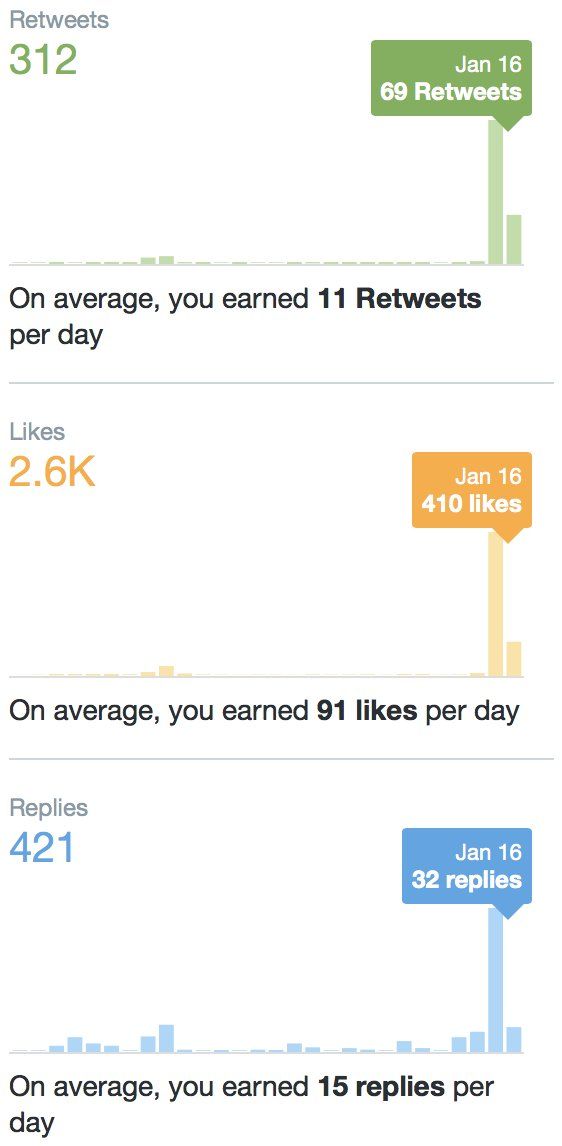 Retweets
312
Jan 16
69 Retweets
On average, you earned 11 Retweets
per day
Likes
2.6K
Jan 16
410 likes
On average, you earned 91 likes per day
Replies
421
Jan 16
32 replies
On average, you earned 15 replies per
day